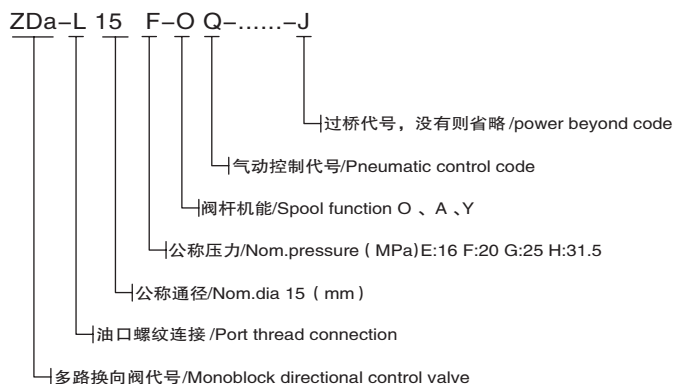 ZDa–L 15 F–O Q–......–J
过桥代号，没有则省略/power beyond code
气动控制代号/Pneumatic control code
阀杆机能/Spool function O 、A 、Y
公称压力/Nom.pressure ( MPa)E:16 F:20 G:25 H:31.5
公称通径/Nom.dia 15 ( mm )
油口螺纹连接 /Port thread connection
多路换向阀代号/Monoblock directional control valve